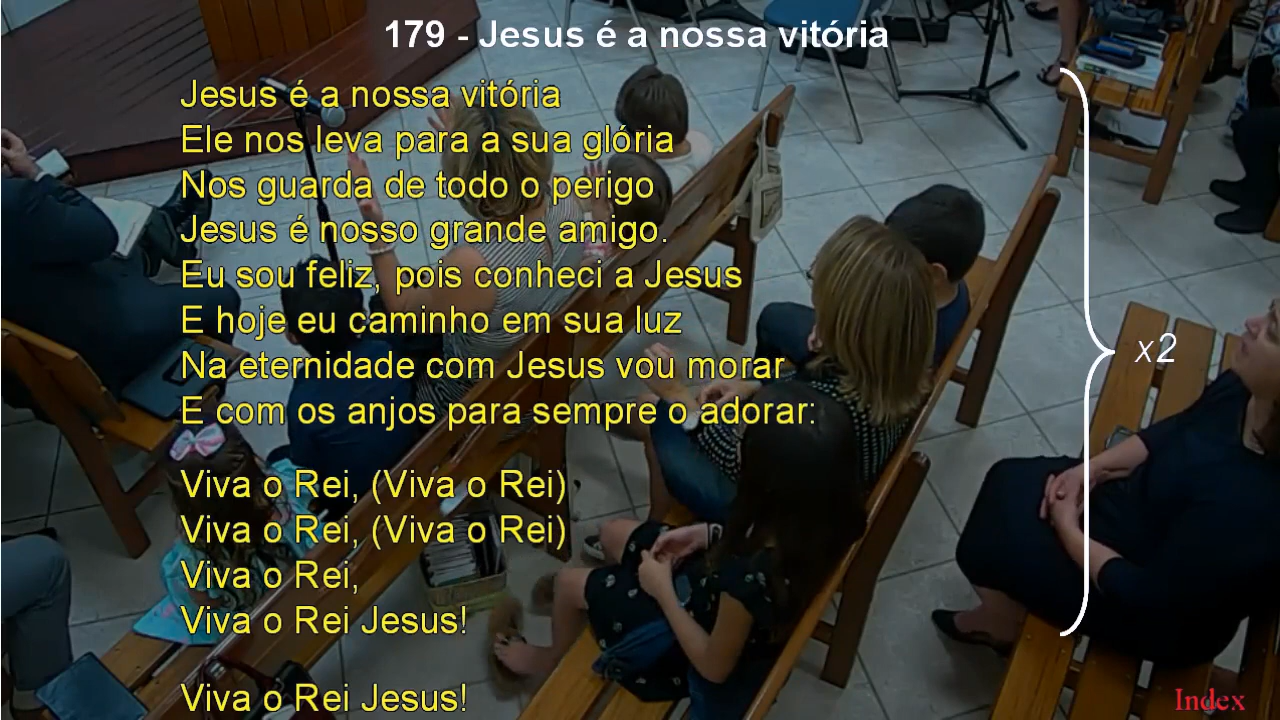 179 - Jesus é a nossa vitória
Jesus é a nossa vitória
Ele nos leva para a sua glória
Nos guarda de todo o perigo
Jesus é nosso grande amigo.
Eu sou feliz, pois conheci a Jesus
E hoje eu caminho em sua luz
Na eternidade com Jesus vou morar
E com os anjos para sempre o adorar:
Viva o Rei, (Viva o Rei)
Viva o Rei, (Viva o Rei)
Viva o Rei,
Viva o Rei Jesus!
x2
Viva o Rei Jesus!
Index